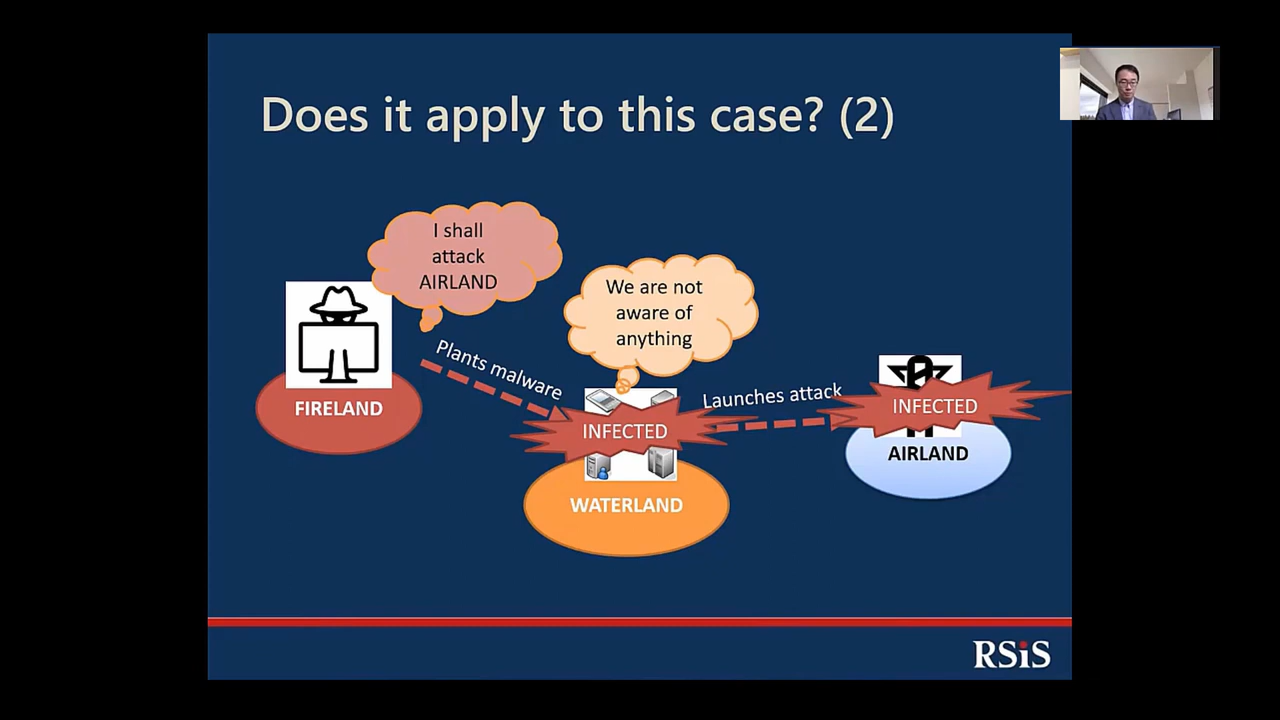 Does it apply to this case? (2)
I shall
attack
AIRLAND
We are not
aware of
anything
Plants malware
Launches attack
INFECTED
INFECTED
FIRELAND
AIRLAND
WATERLAND
RSiS